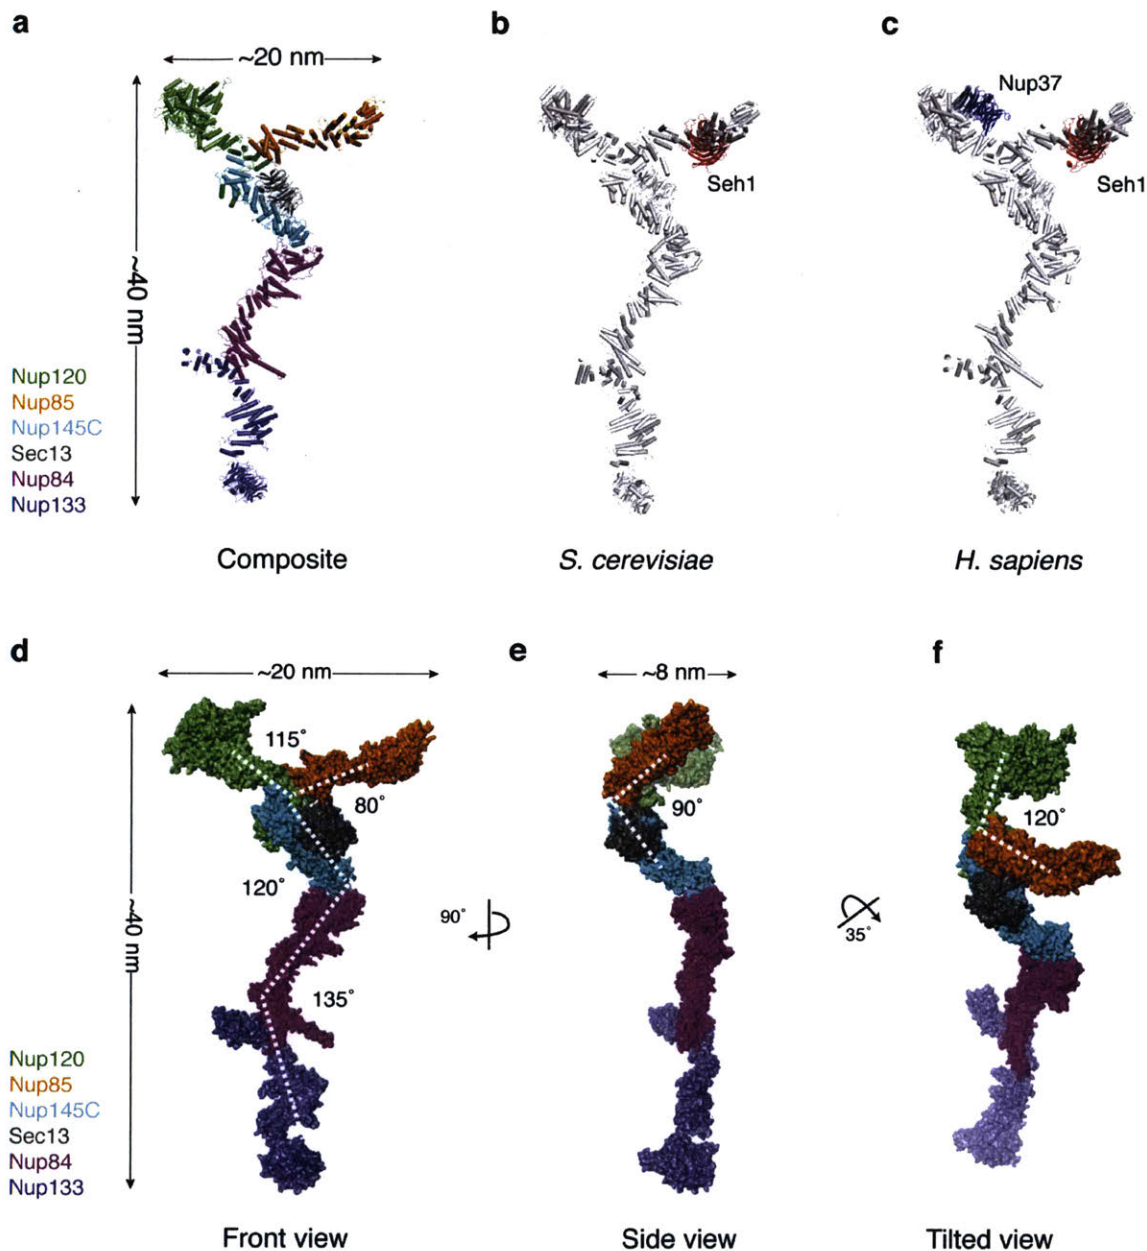 a
b
c
~20 nm
Nup37
Seh1
Seh1
~40 nm
Nup120
Nup85
Nup145C
Sec13
Nup84
Nup133
Composite
S. cerevisiae
H. sapiens
d
e
f
~20 nm
~8 nm
115°
80°
90°
120°
120°
~40 nm
90°
35°
135°
Nup120
Nup85
Nup145C
Sec13
Nup84
Nup133
Front view
Side view
Tilted view